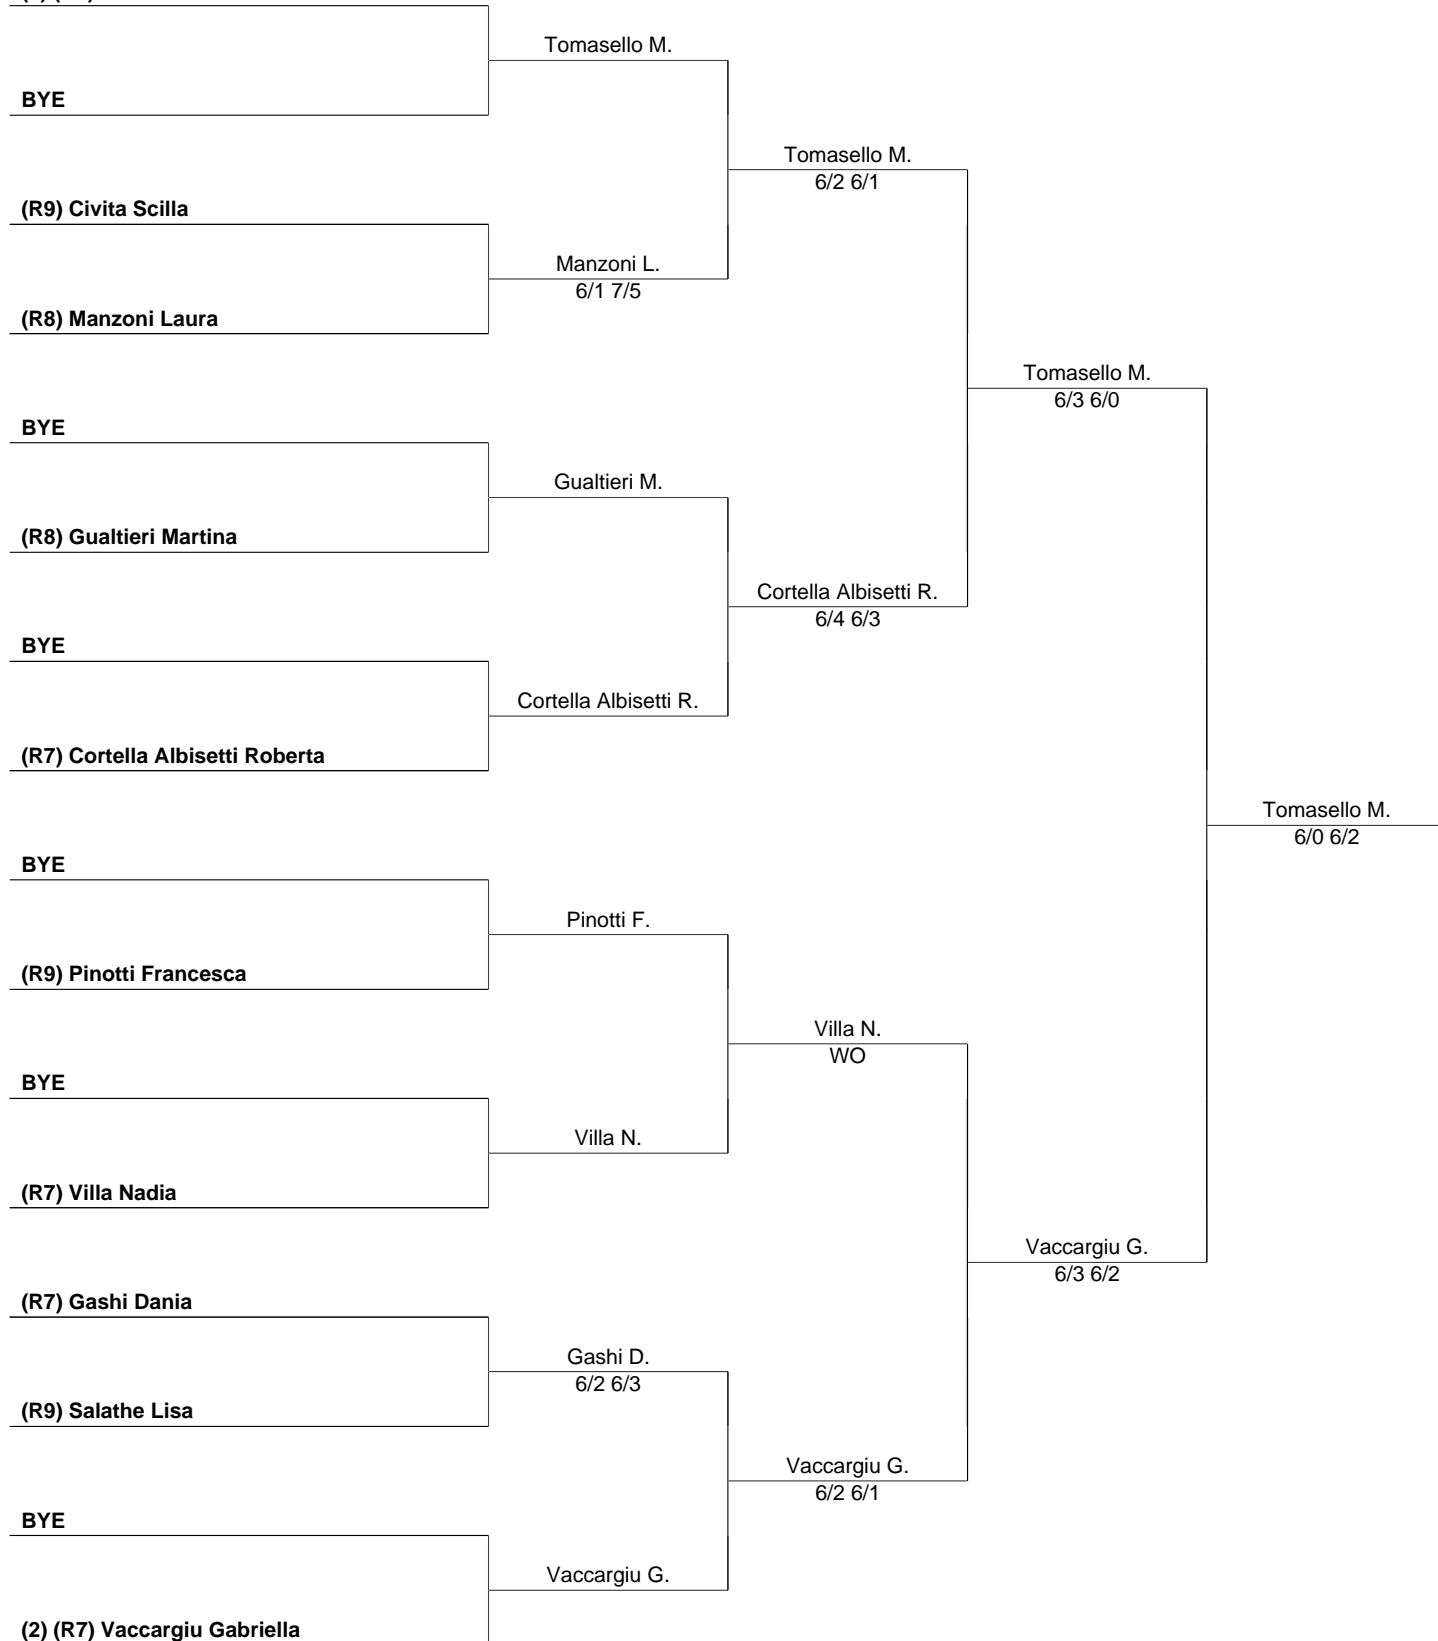 Tomasello M.
BYE
Tomasello M.
6/2 6/1
(R9) Civita Scilla
Manzoni L.
6/1 7/5
(R8) Manzoni Laura
Tomasello M.
6/3 6/0
BYE
Gualtieri M.
(R8) Gualtieri Martina
Cortella Albisetti R.
6/4 6/3
BYE
Cortella Albisetti R.
(R7) Cortella Albisetti Roberta
Tomasello M.
6/0 6/2
BYE
Pinotti F.
(R9) Pinotti Francesca
Villa N.
WO
BYE
Villa N.
(R7) Villa Nadia
Vaccargiu G.
6/3 6/2
(R7) Gashi Dania
Gashi D.
6/2 6/3
(R9) Salathe Lisa
Vaccargiu G.
6/2 6/1
BYE
Vaccargiu G.
(2) (R7) Vaccargiu Gabriella